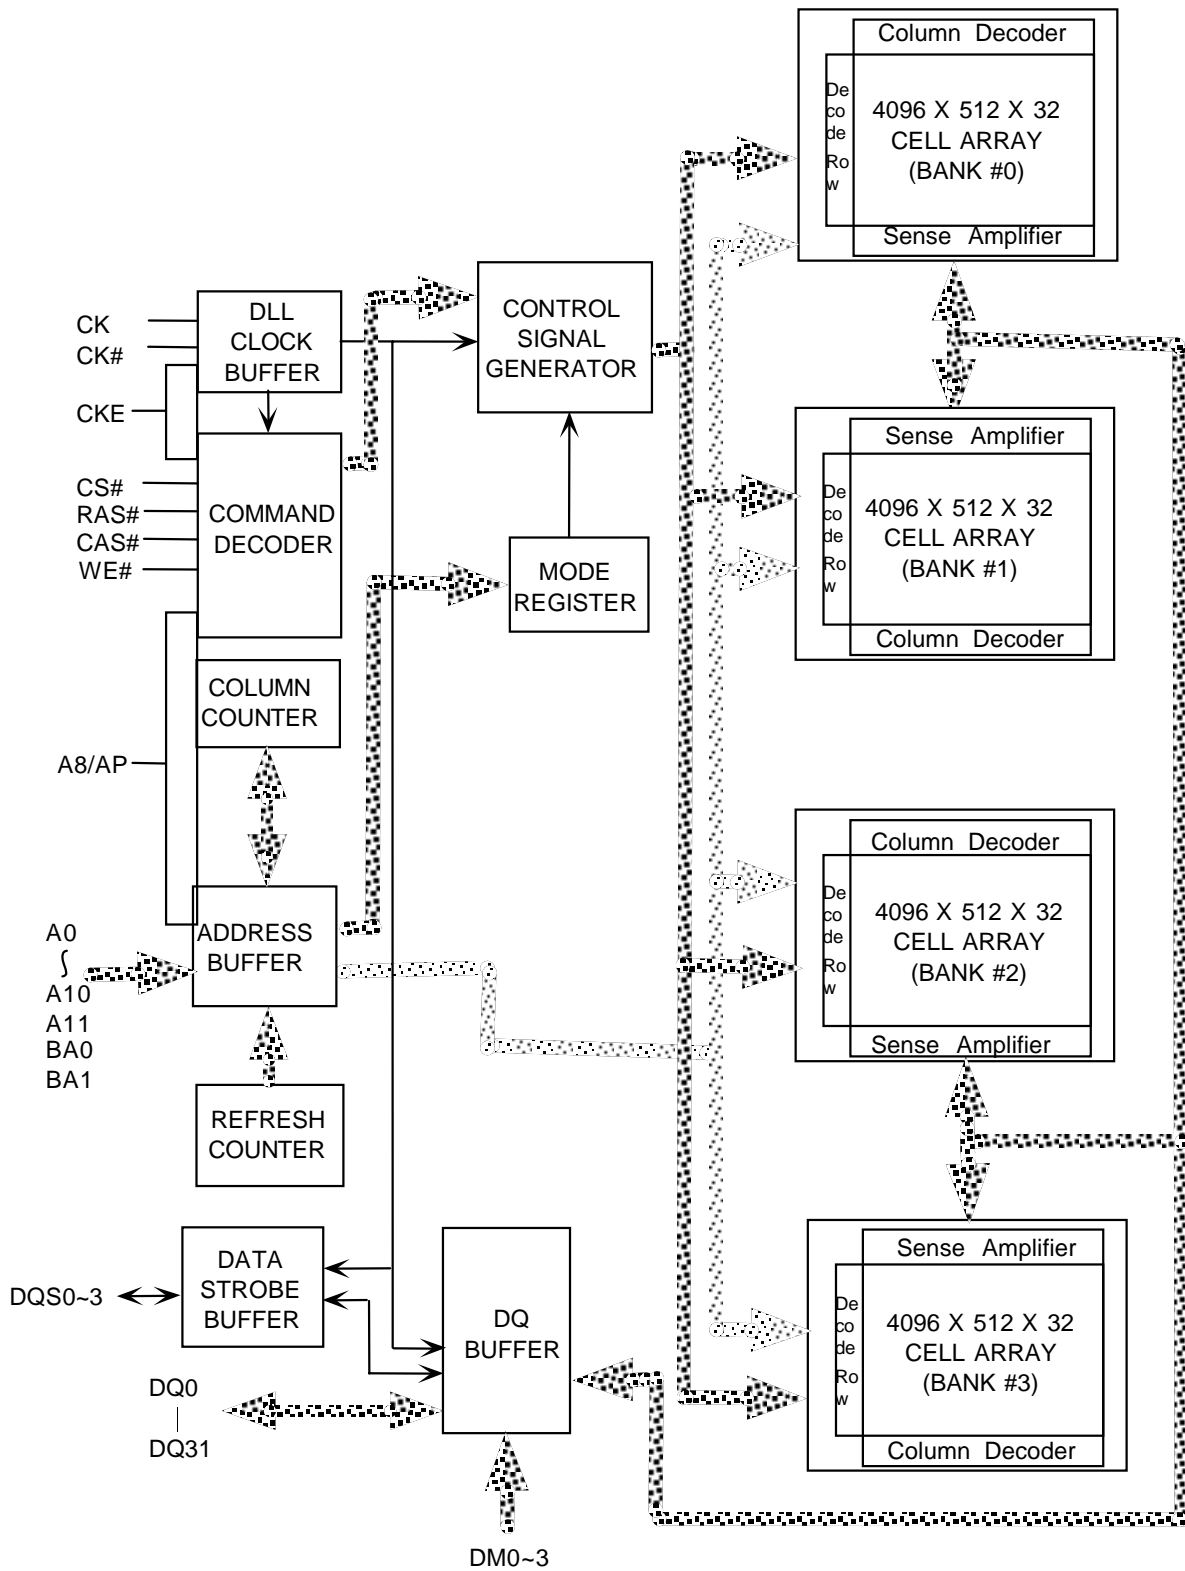 Column Decoder
De
co
de
Ro
w
4096 X 512 X 32
CELL ARRAY
(BANK #0)
Sense Amplifier
CK
CK#
CKE
CS#
RAS#
CAS#
WE#
DLL
CLOCK
BUFFER
COMMAND
DECODER
CONTROL
SIGNAL
GENERATOR
MODE
REGISTER
Sense Amplifier
De
co
de
Ro
w
4096 X 512 X 32
CELL ARRAY
(BANK #1)
Column Decoder
COLUMN
COUNTER
A8/AP
A0
A10
A11
BA0
BA1
ADDRESS
BUFFER
REFRESH
COUNTER
Column Decoder
De
co
de
Ro
w
4096 X 512 X 32
CELL ARRAY
(BANK #2)
Sense Amplifier
DQS0~3
DATA
STROBE
BUFFER
DQ
BUFFER
DQ0
DQ31
DM0~3
Sense Amplifier
De
co
de
Ro
w
4096 X 512 X 32
CELL ARRAY
(BANK #3)
Column Decoder